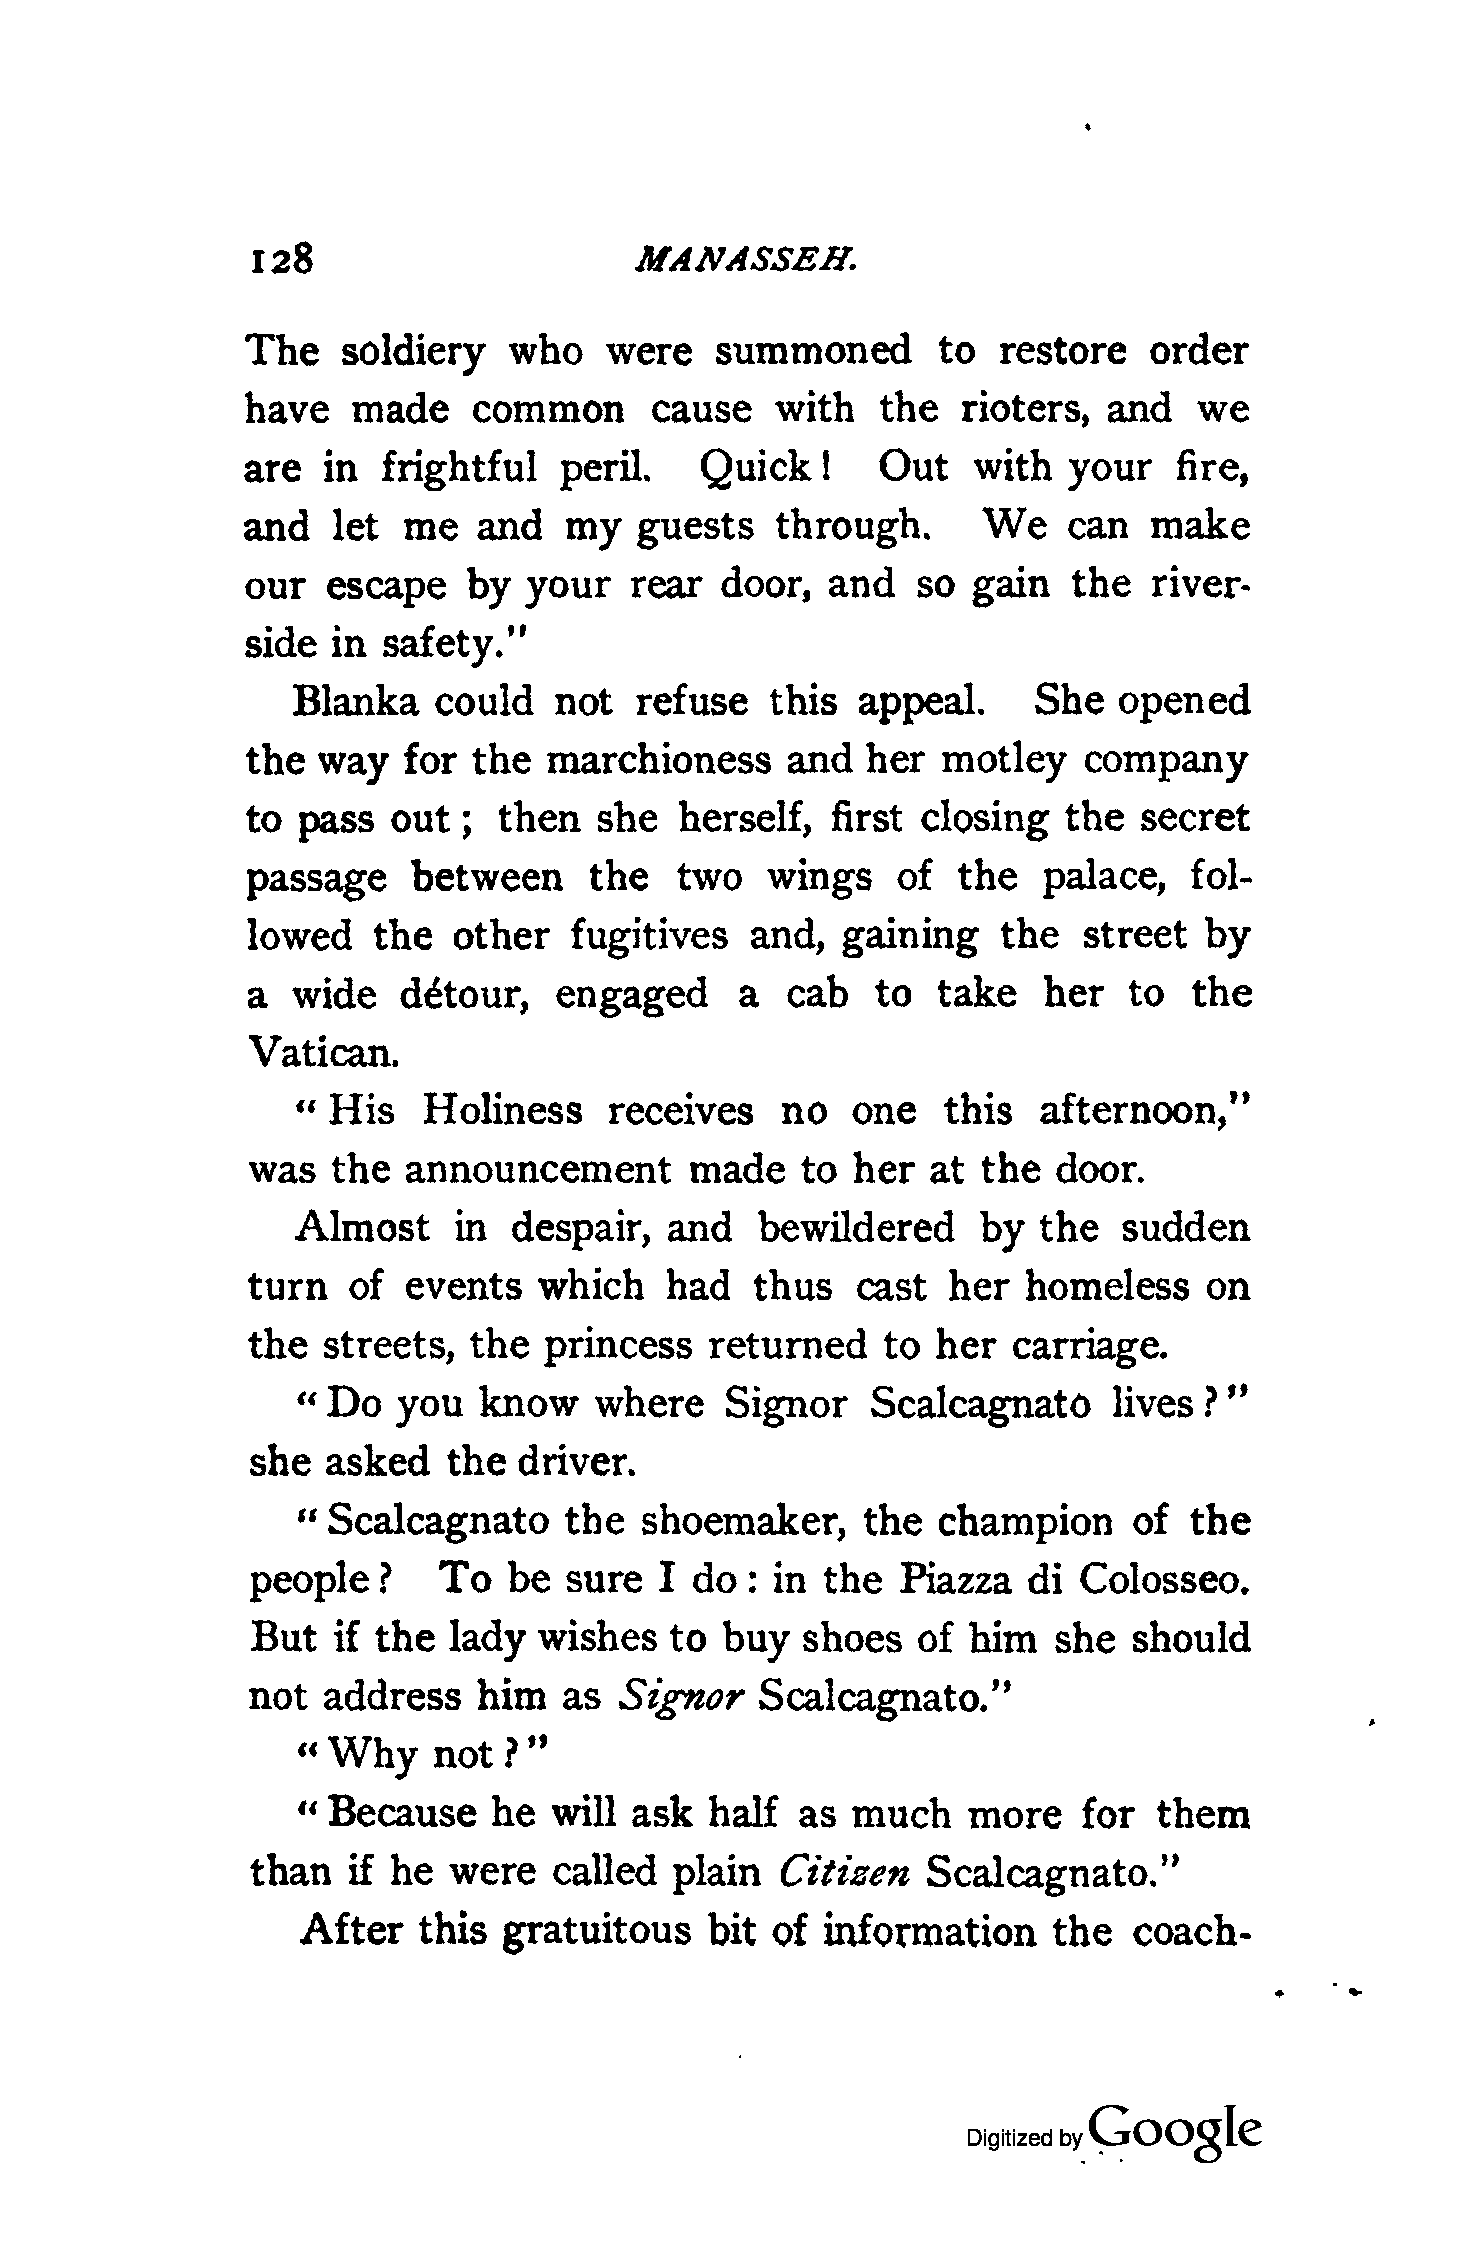 128 MANASSEH.
The soldiery who were summoned to restore order
have made common cause with the rioters, and we
are in frightful peril. Quick! Out with your fire,
and let me and my guests through. We can make
our escape by your rear door, and so gain the river-
side in safety."
Blanka could not refuse this appeal. She opened
the way for the marchioness and her motley company
to pass out; then she herself, first closing the secret
passage between the two wings of the palace, fol-
lowed the other fugitives and, gaining the street by
a wide détour, engaged a cab to take her to the
Vatican.
"His Holiness receives no one this afternoon,"
was the announcement made to her at the door.
Almost in despair, and bewildered by the sudden
turn of events which had thus cast her homeless on
the streets, the princess returned to her carriage.
"Do you know where Signor Scalcagnato lives?"
she asked the driver.
"Scalcagnato the shoemaker, the champion of the
people? To be sure I do: in the Piazza di Colosseo.
But if the lady wishes to buy shoes of him she should
not address him as Signor Scalcagnato."
"Why not?"
"Because he will ask half as much more for them
than if he were called plain Citizen Scalcagnato."
After this gratuitous bit of information the coach-
Digitized by Google